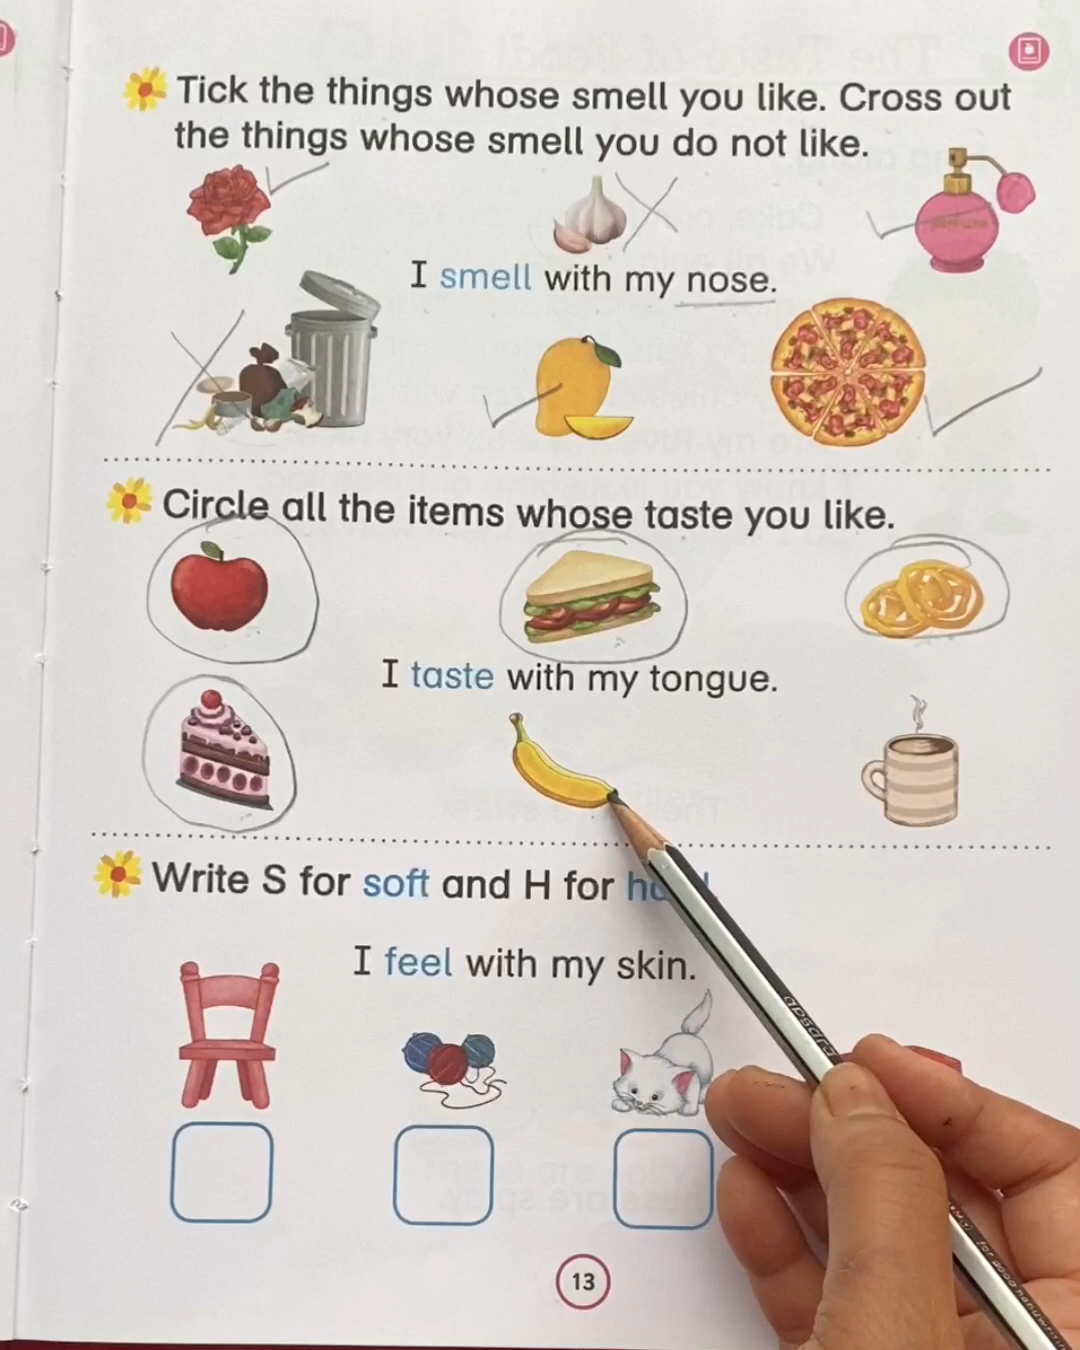 Tick the things whose smell you like. Cross out
the things whose smell you do not like.
I smell with my nose.
Circle all the items whose taste you like.
I taste with my tongue.
Write S for soft and H for
I feel with my skin.
apsara
13